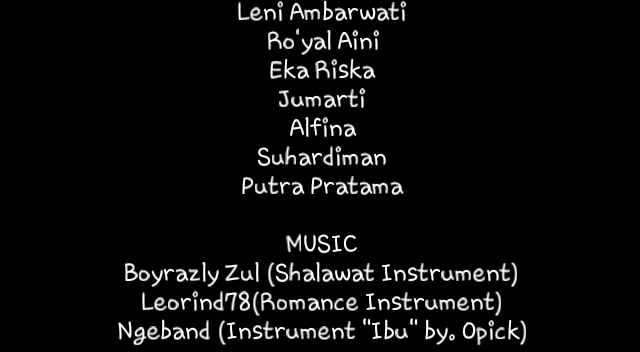 Leni Ambarwati
Ro'yal Aini
Eka Riska
Jumarti
Alfina
Suhardiman
Putra Pratama
MUSIC
Boyrazly Zul (Shalawat Instrument)
Leorind78(Romance Instrument)
Ngeband (Instrument "Ibu" by. Opick)